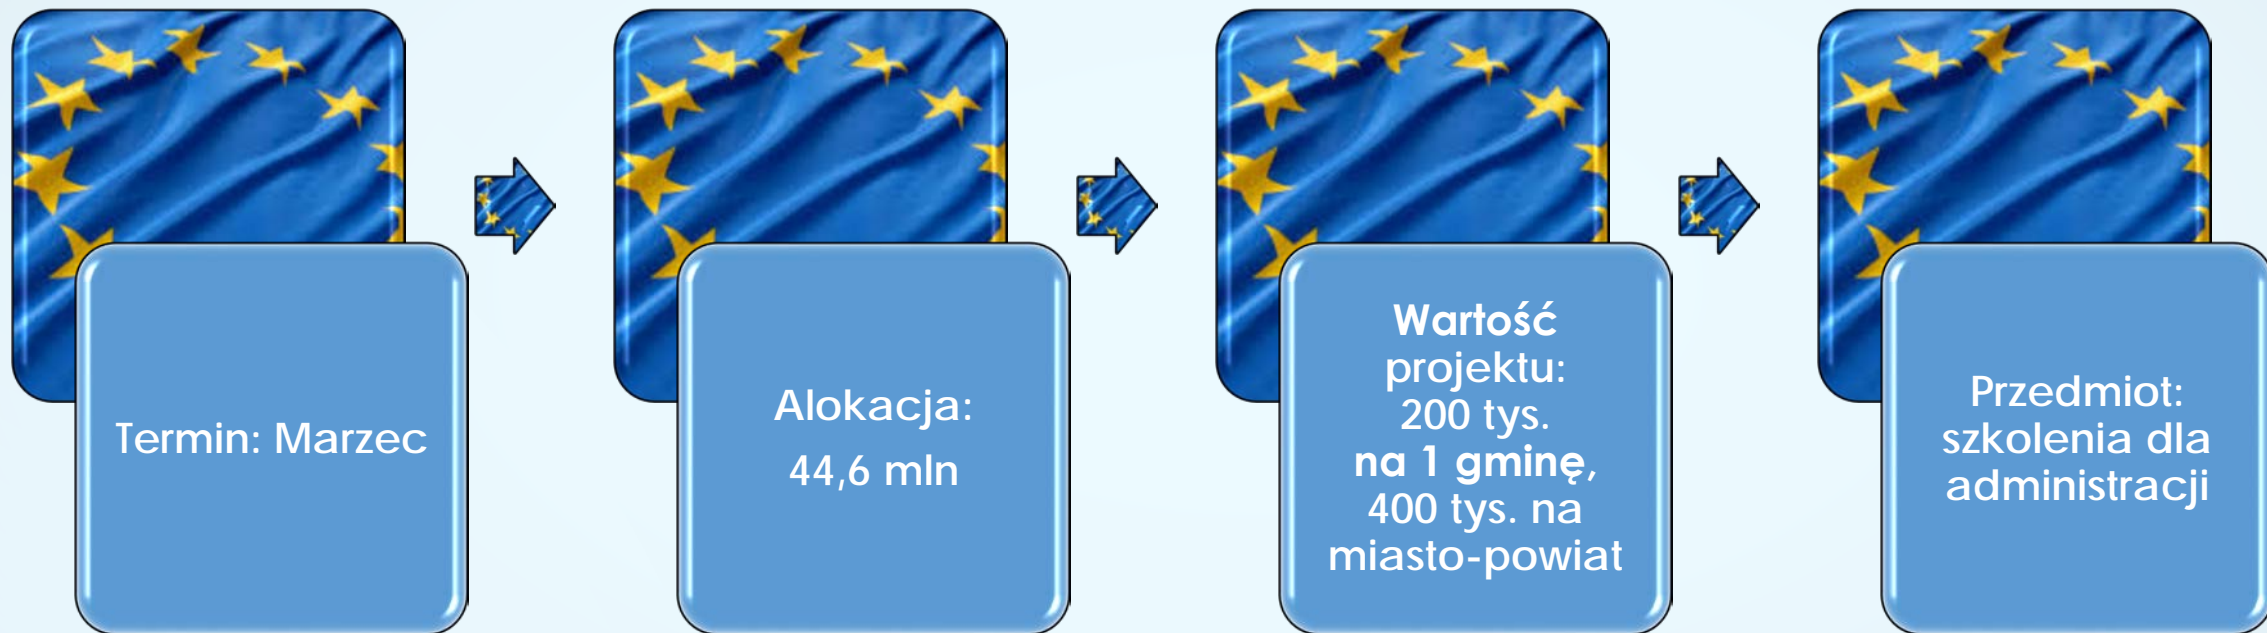 Termin: Marzec
Alokacja:
44,6 mln
Wartość
projektu:
200 tys.
na 1 gminę,
400 tys. na
miasto-powiat
Przedmiot:
szkolenia dla
administracji